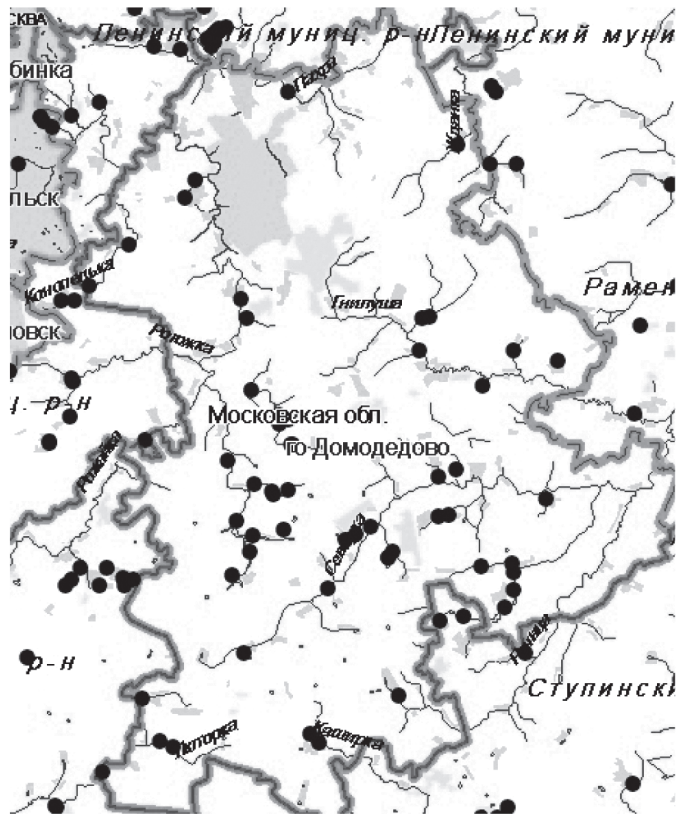 СКВА
Ленинский муниц. р-н
Ленинский муни
бинка
Пахра
Жданка
льск
Конопелька
Гнилуша
Рамен
Рожайка
овск
ц. р-н
Московская обл.
го Домодедово
Северка
р-н
Ступински
Люторка
Каширка